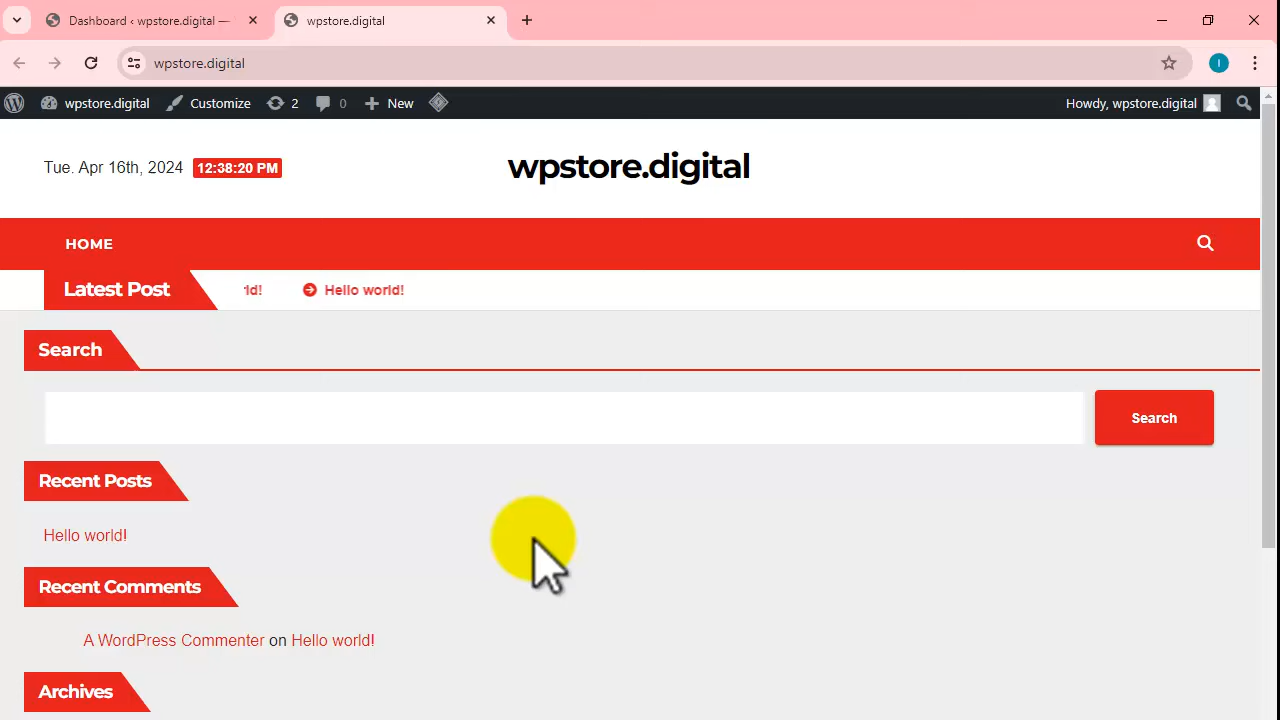 Dashboard ‹ wpstore.digital —
wpstore.digital
wpstore.digital
wpstore.digital
Customize
2
0
New
Howdy, wpstore.digital
Tue. Apr 16th, 2024
12:38:20 PM
wpstore.digital
HOME
Latest Post
ld!
Hello world!
Search
Search
Recent Posts
Hello world!
Recent Comments
A WordPress Commenter on Hello world!
Archives